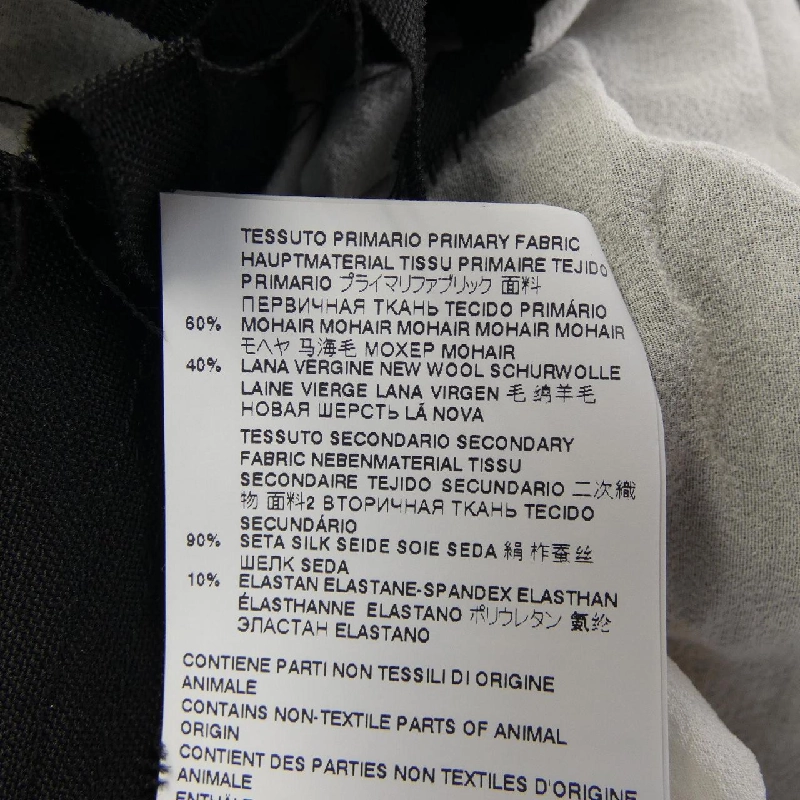 TESSUTO PRIMARIO PRIMARY FABRIC
HAUPTMATERIAL TISSU PRIMAIRE TEJIDO
PRIMARIO プライマリファブリック 面料
ПЕРВИЧНАЯ ТКАНЬ TECIDO PRIMÁRIO
60% MOHAIR MOHAIR MOHAIR MOHAIR MOHAIR
モヘヤ 马海毛 МОХЕР MOHAIR
40% LANA VERGINE NEW WOOL SCHURWOLLE
LAINE VIERGE LANA VIRGEN 毛 绵羊毛
НОВАЯ ШЕРСТЬ LÃ NOVA
TESSUTO SECONDARIO SECONDARY
FABRIC NEBENMATERIAL TISSU
SECONDAIRE TEJIDO SECUNDARIO 二次織
物 面料2 ВТОРИЧНАЯ ТКАНЬ TECIDO
SECUNDÁRIO
90% SETA SILK SEIDE SOIE SEDA 絹 柞蚕丝
ШЕЛК SEDA
10% ELASTAN ELASTANE-SPANDEX ELASTHAN
ÉLASTHANNE ELASTANO ポリウレタン 氨纶
ЭЛАСТАН ELASTANO
CONTIENE PARTI NON TESSILI DI ORIGINE
ANIMALE
CONTAINS NON-TEXTILE PARTS OF ANIMAL
ORIGIN
CONTIENT DES PARTIES NON TEXTILES D'ORIGINE
ANIMALE